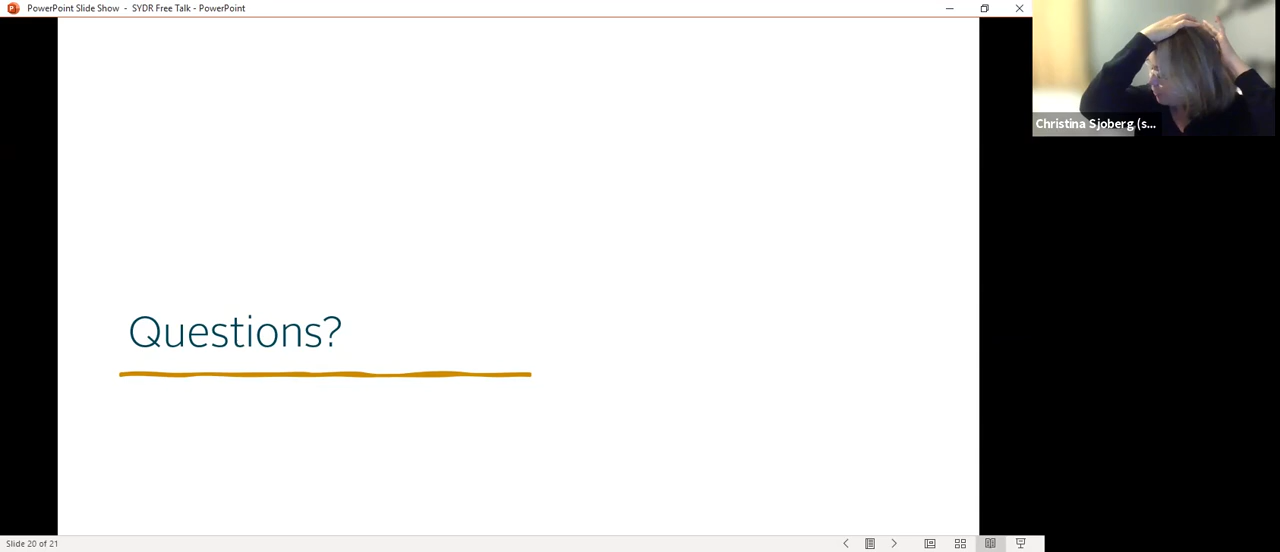 PowerPoint Slide Show - SYDR Free Talk - PowerPoint
Christina Sjoberg (s...
Questions?
Slide 20 of 21